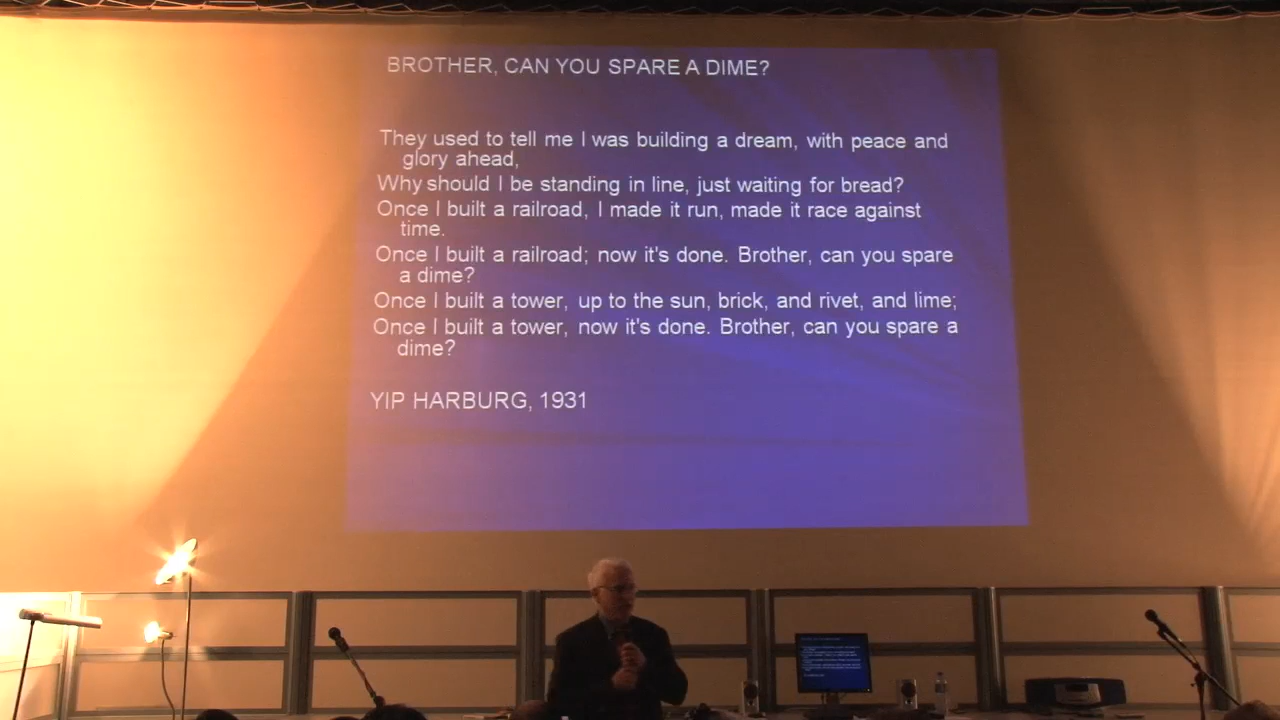 BROTHER, CAN YOU SPARE A DIME?
They used to tell me I was building a dream, with peace and
glory ahead,
Why should I be standing in line, just waiting for bread?
Once I built a railroad, I made it run, made it race against
time.
Once I built a railroad; now it's done. Brother, can you spare
a dime?
Once I built a tower, up to the sun, brick, and rivet, and lime;
Once I built a tower, now it's done. Brother, can you spare a
dime?
YIP HARBURG, 1931